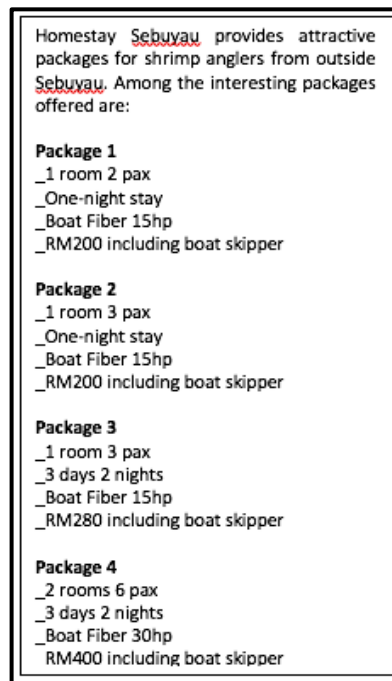 Homestay Sebuyau provides attractive
packages for shrimp anglers from outside
Sebuyau. Among the interesting packages
offered are:
Package 1
_1 room 2 pax
_One-night stay
_Boat Fiber 15hp
_RM200 including boat skipper
Package 2
_1 room 3 pax
_One-night stay
_Boat Fiber 15hp
_RM200 including boat skipper
Package 3
_1 room 3 pax
_3 days 2 nights
_Boat Fiber 15hp
_RM280 including boat skipper
Package 4
_2 rooms 6 pax
_3 days 2 nights
_Boat Fiber 30hp
RM400 including boat skipper